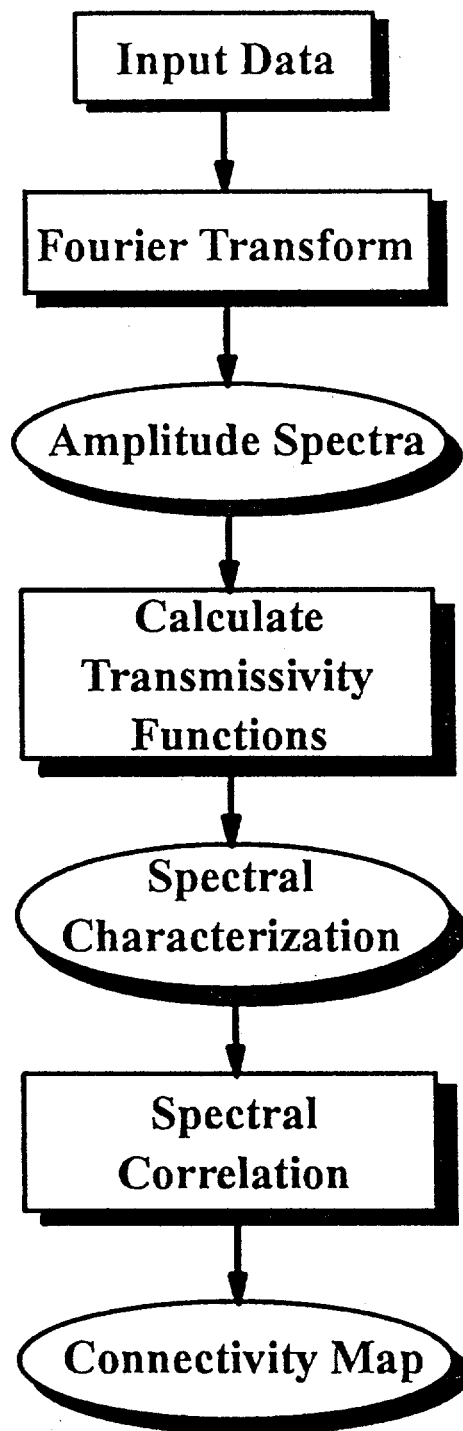 Input Data
Fourier Transform
Amplitude Spectra
Calculate
Transmissivity
Functions
Spectral
Characterization
Spectral
Correlation
Connectivity Map